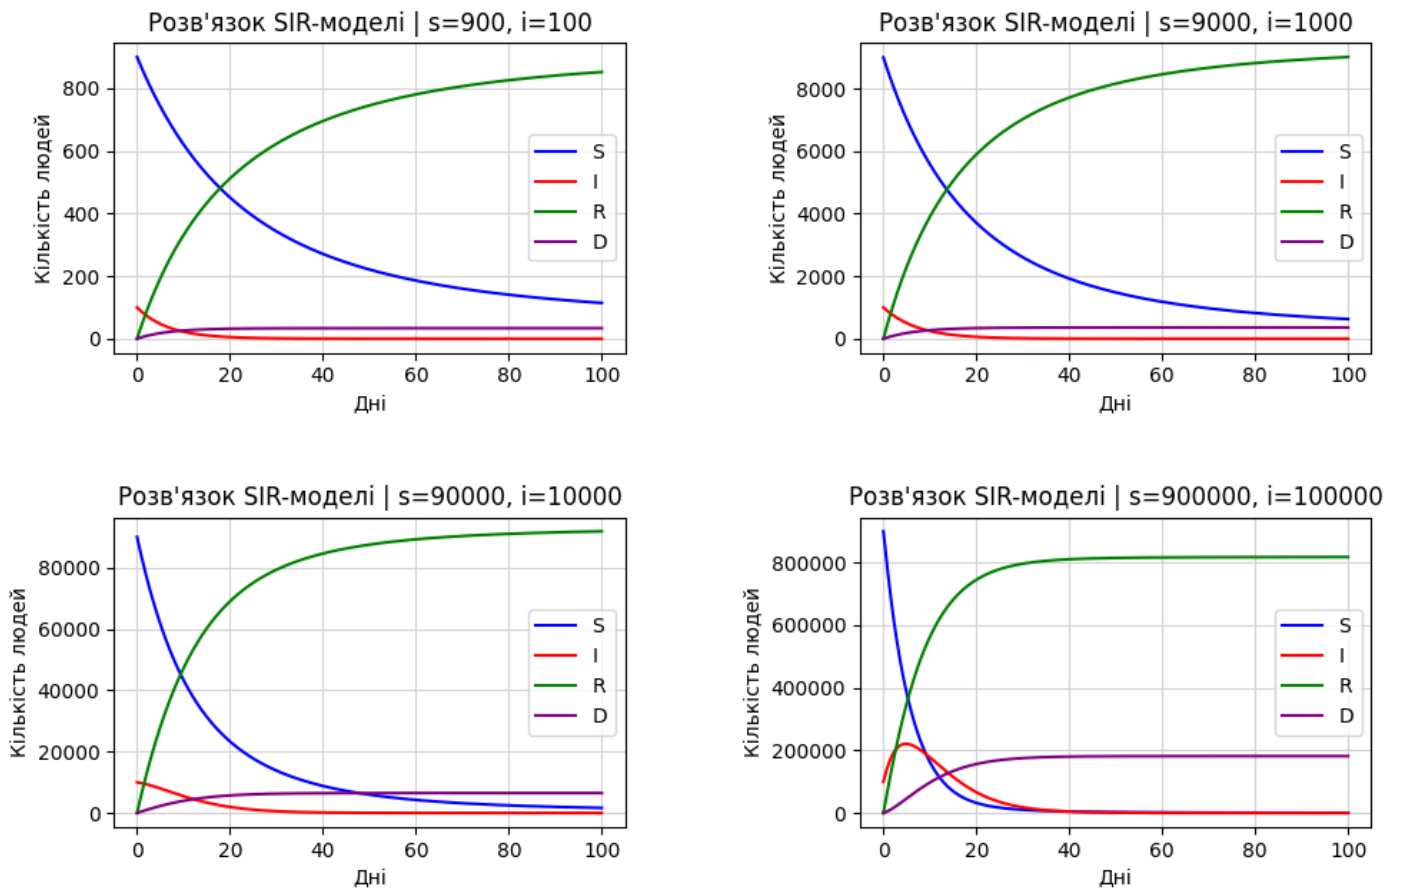 Розв'язок SIR-моделі | s=900, i=100
800
600
400
200
0
Кількість людей
S
I
R
D
0 20 40 60 80 100
Дні
Розв'язок SIR-моделі | s=9000, i=1000
8000
6000
4000
2000
0
Кількість людей
S
I
R
D
0 20 40 60 80 100
Дні
Розв'язок SIR-моделі | s=90000, i=10000
80000
60000
40000
20000
0
Кількість людей
S
I
R
D
0 20 40 60 80 100
Дні
Розв'язок SIR-моделі | s=900000, i=100000
800000
600000
400000
200000
0
Кількість людей
S
I
R
D
0 20 40 60 80 100
Дні